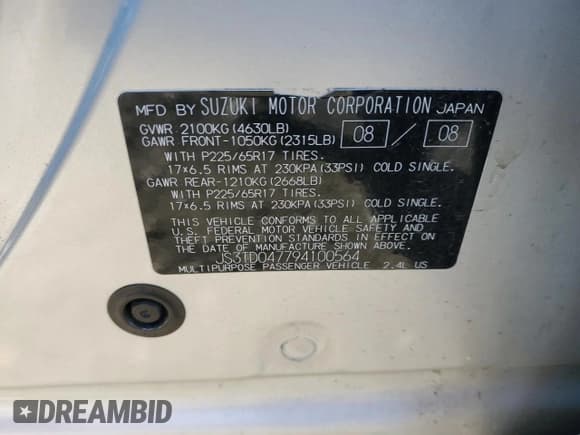 MFD BY SUZUKI MOTOR CORPORATION JAPAN
GVWR 2100KG (4630LB)
GAWR FRONT-1050KG (2315LB) 08 / 08
WITH P225/65R17 TIRES.
17×6.5 RIMS AT 230KPA (33PSI) COLD SINGLE.
GAWR REAR-1210KG (2668LB)
WITH P225/65R17 TIRES.
17×6.5 RIMS AT 230KPA (33PSI) COLD SINGLE.
THIS VEHICLE CONFORMS TO ALL APPLICABLE
U.S. FEDERAL MOTOR VEHICLE SAFETY AND
THEFT PREVENTION STANDARDS IN EFFECT ON
THE DATE OF MANUFACTURE SHOWN ABOVE.
JS3TD047794100564
MULTIPURPOSE PASSENGER VEHICLE 2.4L US
DREAMBID